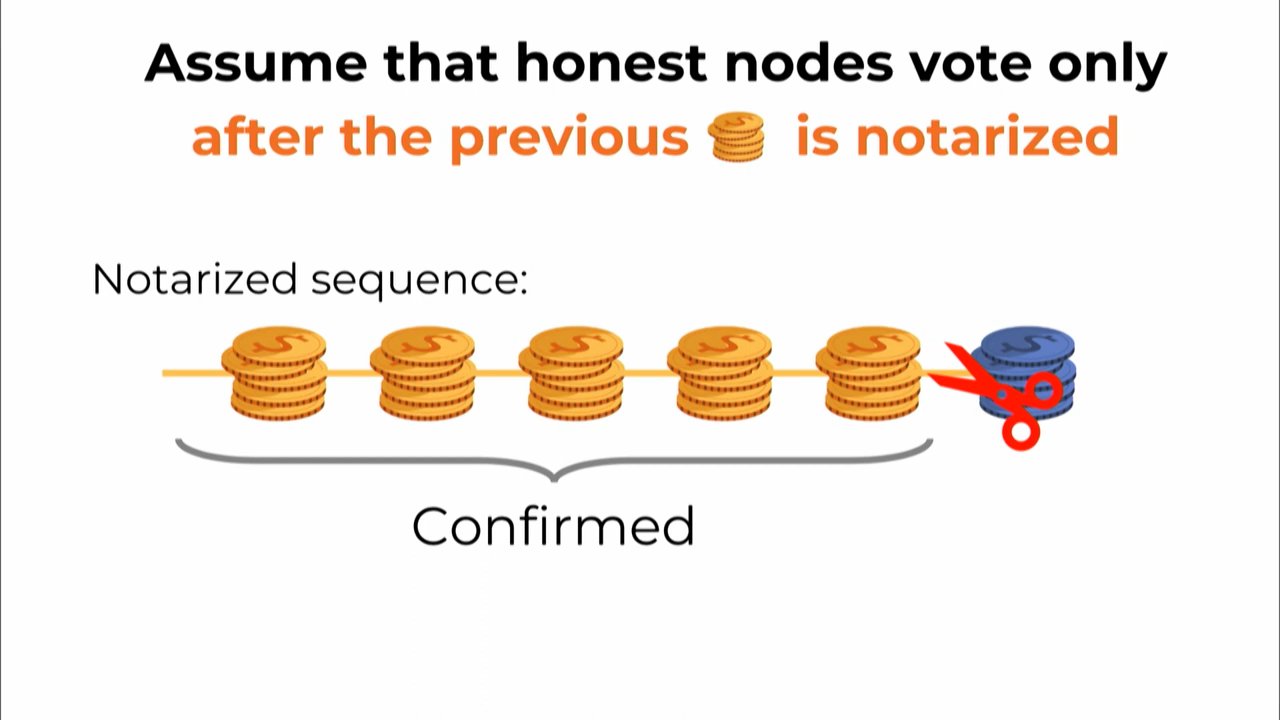 Assume that honest nodes vote only
after the previous is notarized
Notarized sequence:
Confirmed